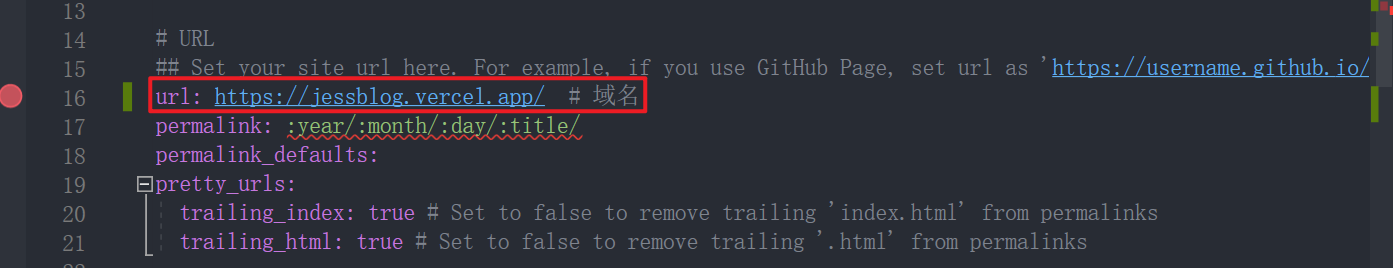 13
14 # URL
15 ## Set your site url here. For example, if you use GitHub Page, set url as 'https://username.github.io/
16 url: https://jessblog.vercel.app/ # 域名
17 permalink: :year/:month/:day/:title/
18 permalink_defaults:
19 pretty_urls:
20 trailing_index: true # Set to false to remove trailing 'index.html' from permalinks
21 trailing_html: true # Set to false to remove trailing '.html' from permalinks